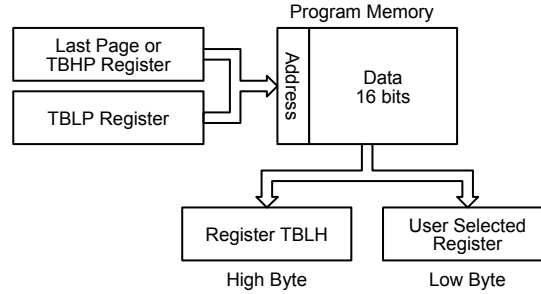 Program Memory
Last Page or
TBHP Register
TBLP Register
Address
Data
16 bits
Register TBLH
User Selected
Register
High Byte
Low Byte